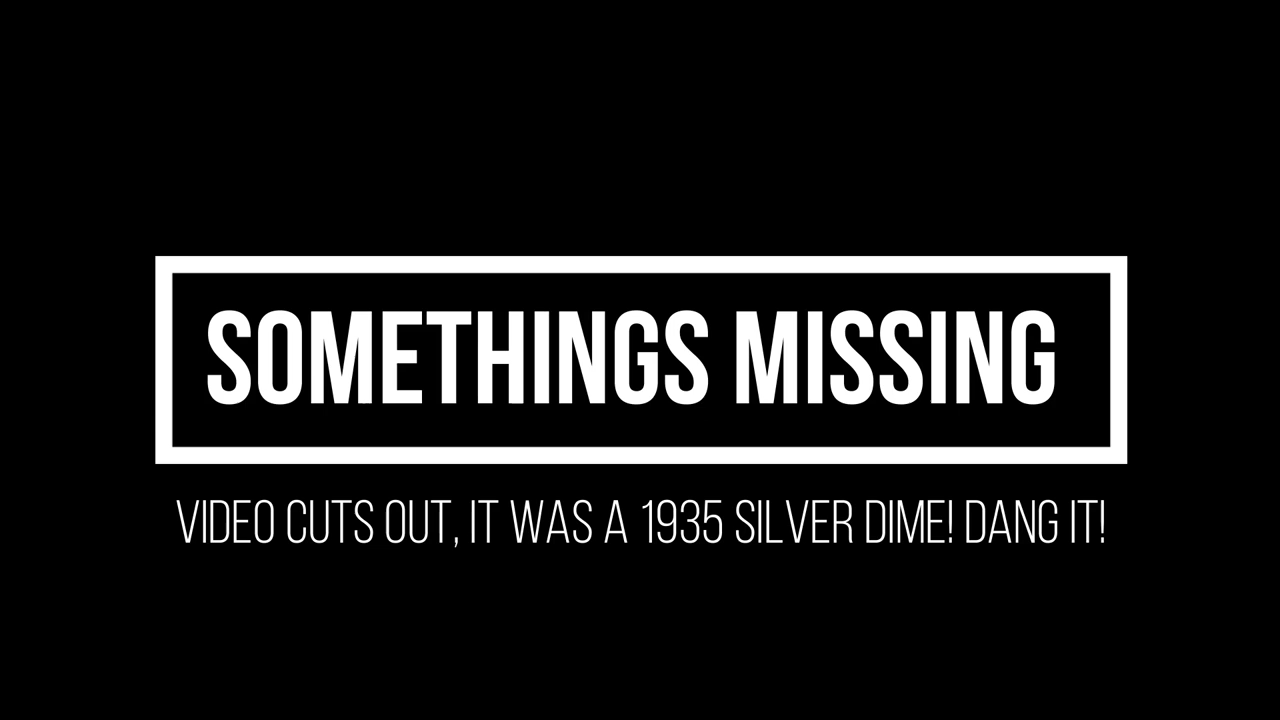 SOMETHINGS MISSING
VIDEO CUTS OUT, IT WAS A 1935 SILVER DIME! DANG IT!